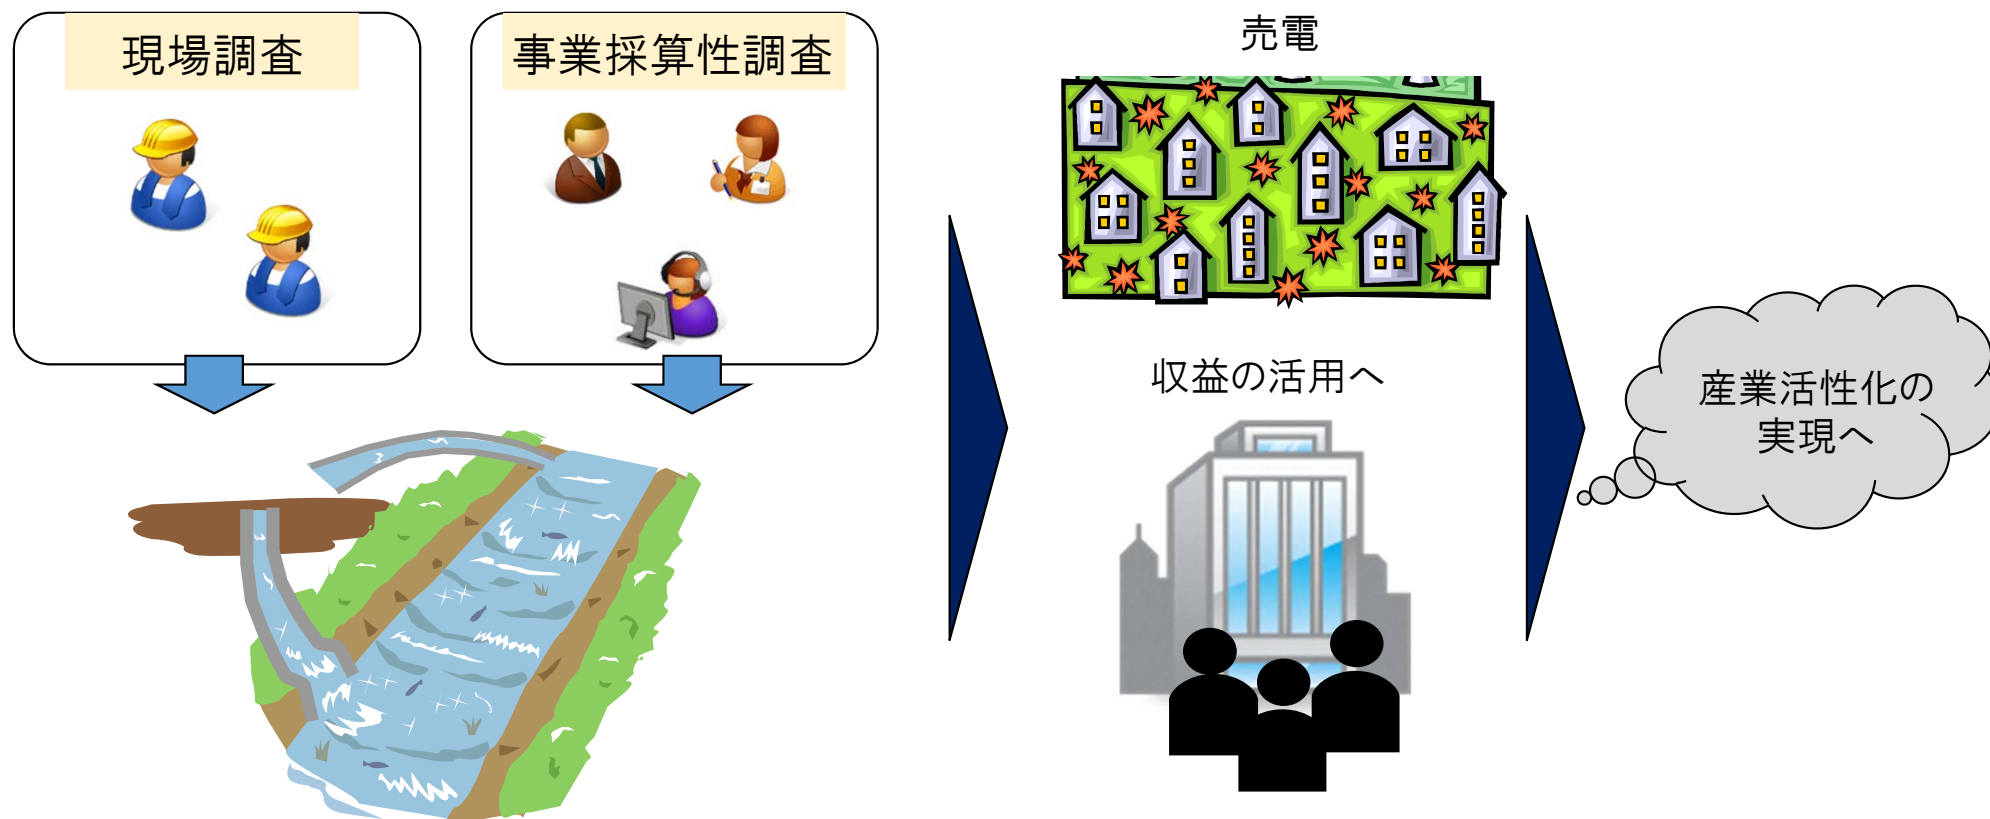 現場調査
事業採算性調査
売電
収益の活用へ
産業活性化の
実現へ